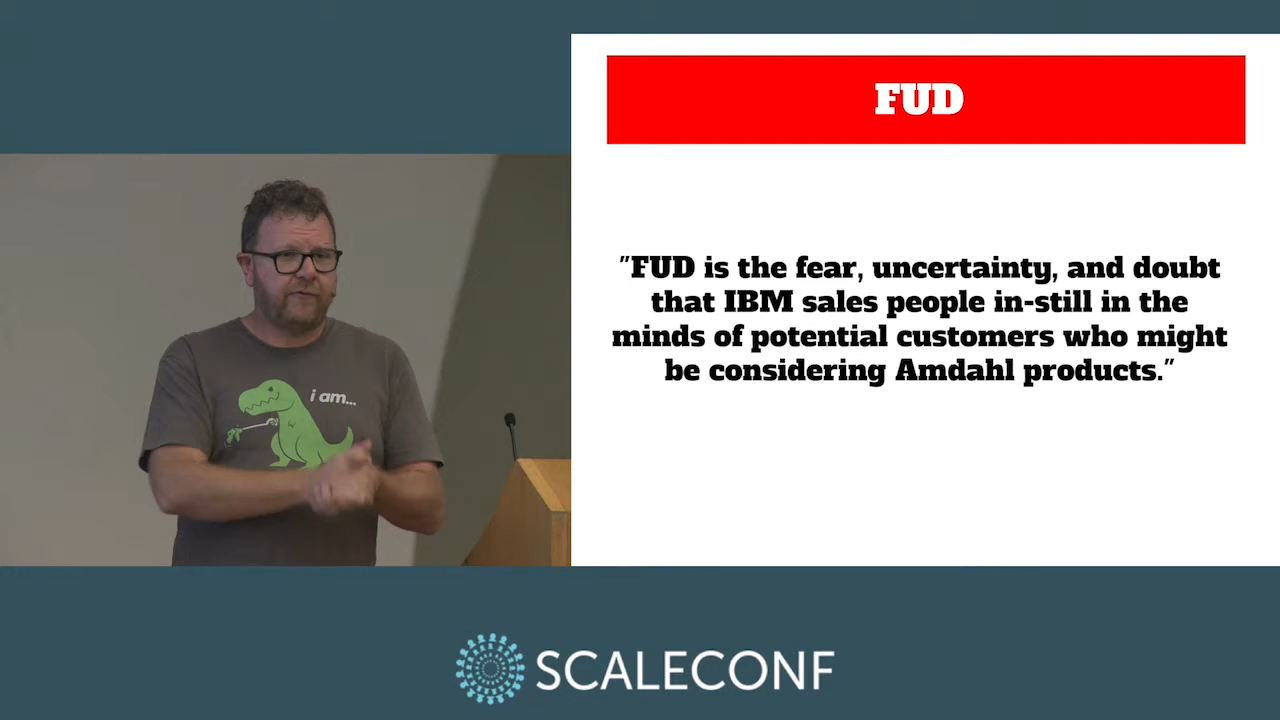 FUD
"FUD is the fear, uncertainty, and doubt
that IBM sales people in-still in the
minds of potential customers who might
be considering Amdahl products."
i am...
SCALECONF